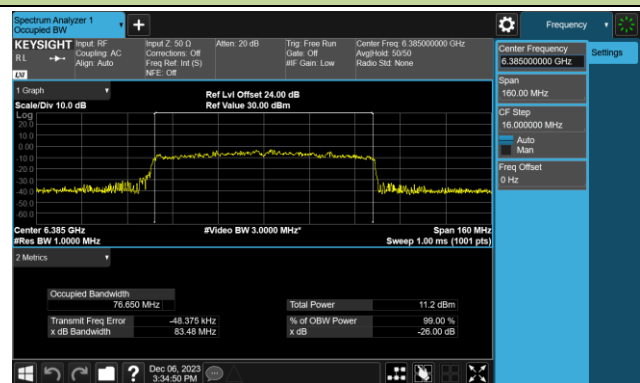 Spectrum Analyzer 1
Occupied BW
Frequency
KEYSIGHT
R L
LXI
Input: RF
Coupling: AC
Align: Auto
Input Z: 50 Ω
Corrections: Off
Freq Ref: Int (S)
NFE: Off
Atten: 20 dB
Trig: Free Run
Gate: Off
#IF Gain: Low
Center Freq: 6.385000000 GHz
Avg|Hold: 50/50
Radio Std: None
1 Graph
Scale/Div 10.0 dB
Ref Lvl Offset 24.00 dB
Ref Value 30.00 dBm
Log
20.0
10.0
0.00
-10.0
-20.0
-30.0
-40.0
-50.0
-60.0
Center 6.385 GHz
#Res BW 1.0000 MHz
#Video BW 3.0000 MHz*
Span 160 MHz
Sweep 1.00 ms (1001 pts)
2 Metrics
Occupied Bandwidth
76.650 MHz
Total Power 11.2 dBm
Transmit Freq Error -48.375 kHz
% of OBW Power 99.00 %
x dB Bandwidth 83.48 MHz
x dB -26.00 dB
Center Frequency
6.385000000 GHz
Settings
Span
160.00 MHz
CF Step
16.000000 MHz
Auto
Man
Freq Offset
0 Hz
?
Dec 06, 2023
3:34:50 PM